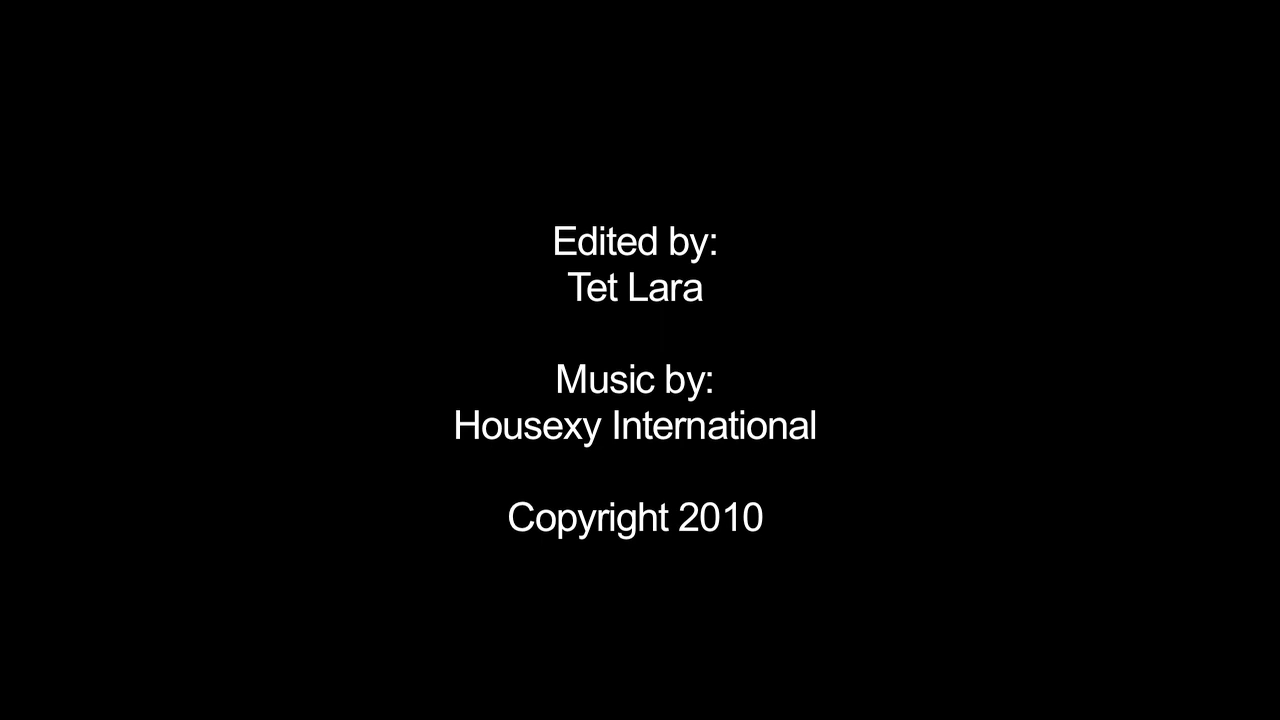 Edited by:
Tet Lara
Music by:
Housexy International
Copyright 2010